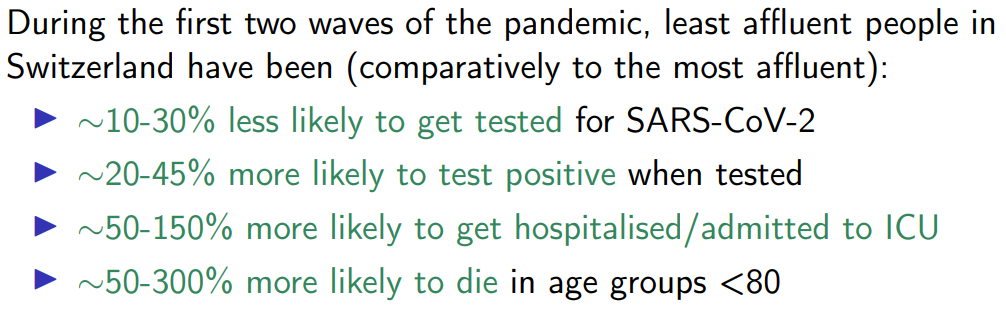 During the first two waves of the pandemic, least affluent people in
Switzerland have been (comparatively to the most affluent):
▶ ~10-30% less likely to get tested for SARS-CoV-2
▶ ~20-45% more likely to test positive when tested
▶ ~50-150% more likely to get hospitalised/admitted to ICU
▶ ~50-300% more likely to die in age groups <80